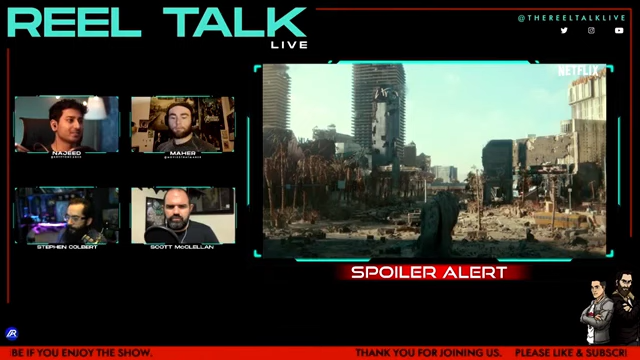 REEL TALK
LIVE
@THEREELTALKLIVE
NETFLIX
NAJEED
MAHER
STEPHEN COLBERT
SCOTT MCCLELLAN
SPOILER ALERT
BE IF YOU ENJOY THE SHOW.
THANK YOU FOR JOINING US.
PLEASE LIKE & SUBSCRI